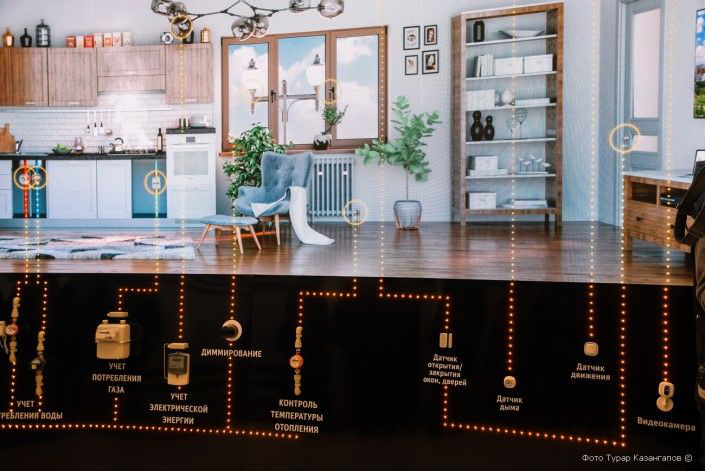 УЧЕТ
ПОТРЕБЛЕНИЯ
ГАЗА
ДИММИРОВАНИЕ
УЧЕТ
ЭЛЕКТРИЧЕСКОЙ
ЭНЕРГИИ
УЧЕТ
ТРЕБЛЕНИЯ ВОДЫ
КОНТРОЛЬ
ТЕМПЕРАТУРЫ
ОТОПЛЕНИЯ
Датчик
открытия/
закрытия
окон, дверей
Датчик
дыма
Датчик
движения
Видеокамера
Фото Турар Казангапов ©